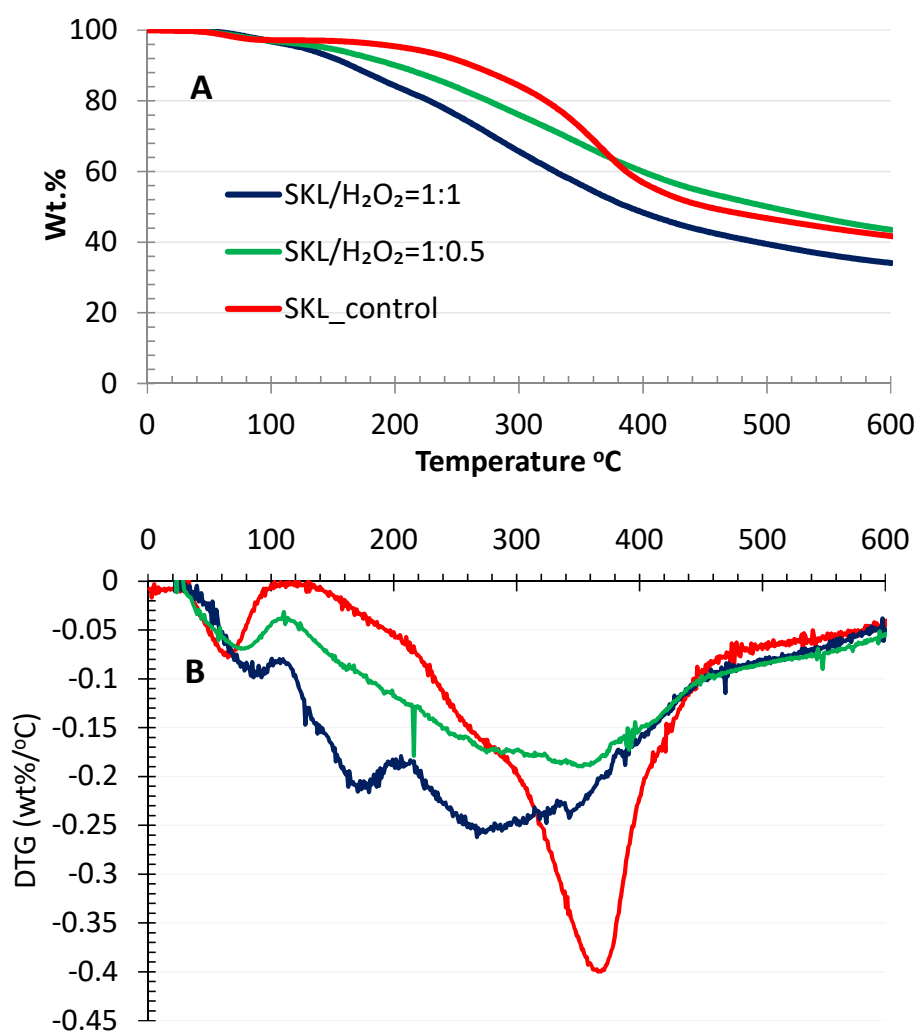 100
A
80
60
SKL/H₂O₂=1:1
Wt.%
40
SKL/H₂O₂=1:0.5
SKL_control
20
0
0 100 200 300 400 500 600
Temperature ᵒC
0 100 200 300 400 500 600
0
-0.05
B
-0.1
-0.15
-0.2
-0.25
-0.3
-0.35
-0.4
-0.45
DTG (wt%/ᵒC)